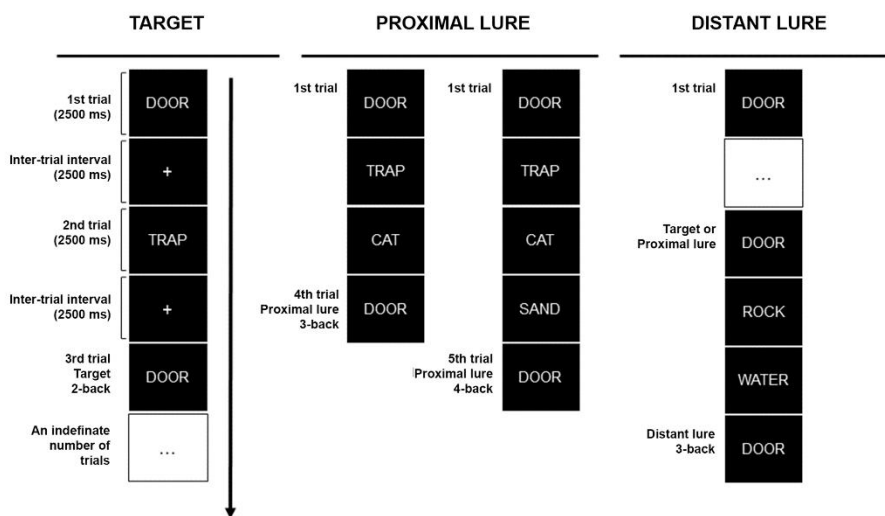 TARGET
PROXIMAL LURE
DISTANT LURE
1st trial
(2500 ms)
DOOR
Inter-trial interval
(2500 ms)
+
2nd trial
(2500 ms)
TRAP
Inter-trial interval
(2500 ms)
+
3rd trial
Target
2-back
DOOR
An indefinate
number of
trials
...
1st trial
DOOR
TRAP
CAT
4th trial
Proximal lure
3-back
DOOR
1st trial
DOOR
TRAP
CAT
SAND
5th trial
Proximal lure
4-back
DOOR
1st trial
DOOR
...
Target or
Proximal lure
DOOR
ROCK
WATER
Distant lure
3-back
DOOR